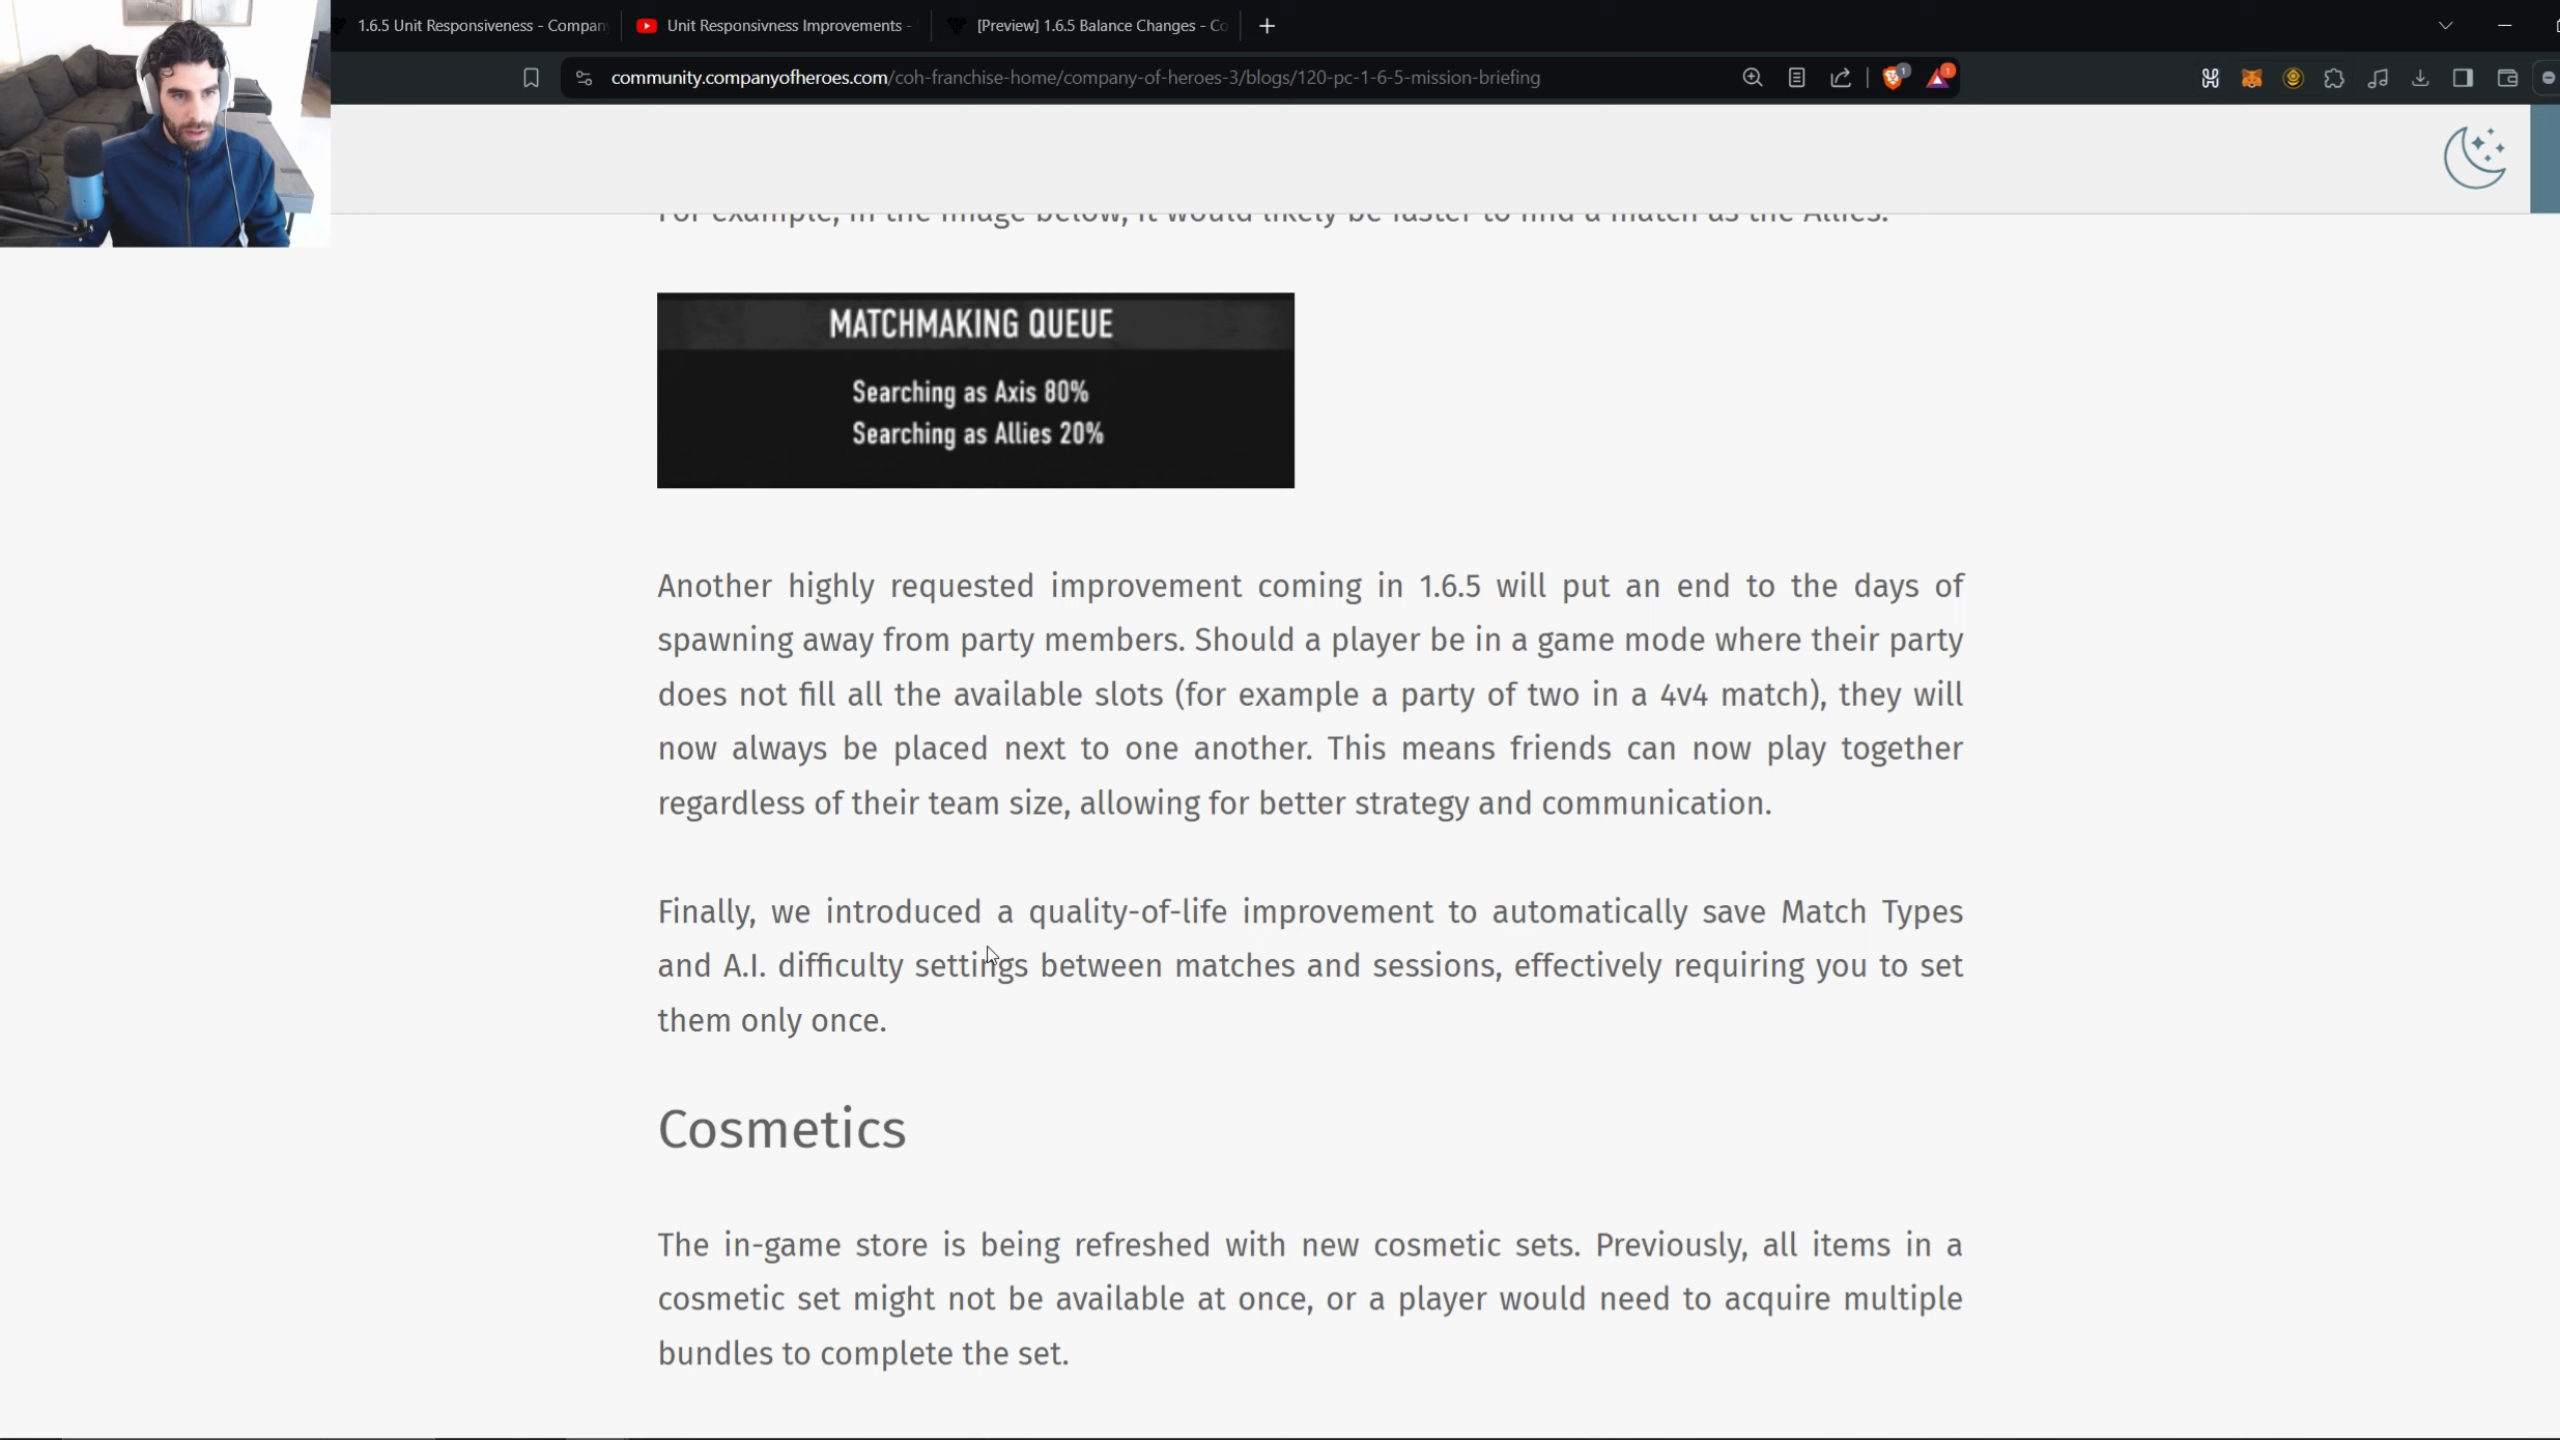 1.6.5 Unit Responsiveness - Compan
Unit Responsivness Improvements -
[Preview] 1.6.5 Balance Changes - Co
community.companyofheroes.com/coh-franchise-home/company-of-heroes-3/blogs/120-pc-1-6-5-mission-briefing
1
1
For example, in the image below, it would likely be faster to find a match as the Allies.
MATCHMAKING QUEUE
Searching as Axis 80%
Searching as Allies 20%
Another highly requested improvement coming in 1.6.5 will put an end to the days of
spawning away from party members. Should a player be in a game mode where their party
does not fill all the available slots (for example a party of two in a 4v4 match), they will
now always be placed next to one another. This means friends can now play together
regardless of their team size, allowing for better strategy and communication.
Finally, we introduced a quality-of-life improvement to automatically save Match Types
and A.I. difficulty settings between matches and sessions, effectively requiring you to set
them only once.
Cosmetics
The in-game store is being refreshed with new cosmetic sets. Previously, all items in a
cosmetic set might not be available at once, or a player would need to acquire multiple
bundles to complete the set.